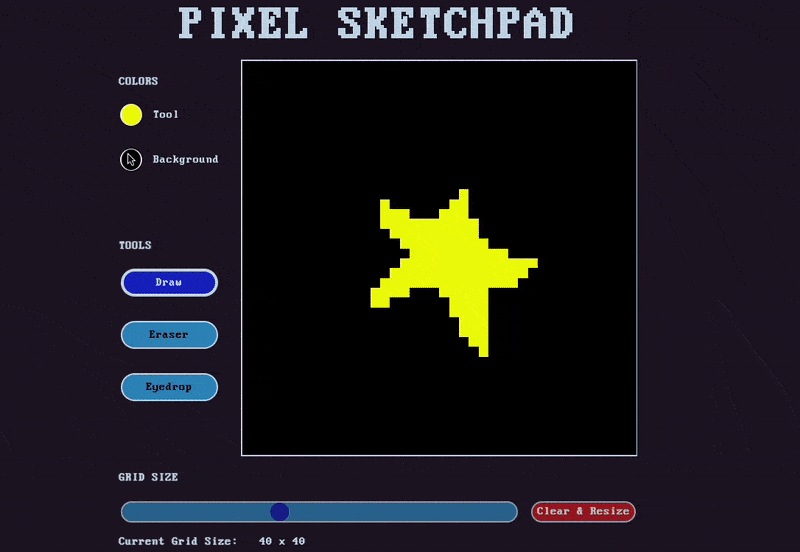 PIXEL SKETCHPAD
COLORS
Tool
Background
TOOLS
Draw
Eraser
Eyedrop
GRID SIZE
Clear & Resize
Current Grid Size: 40 x 40